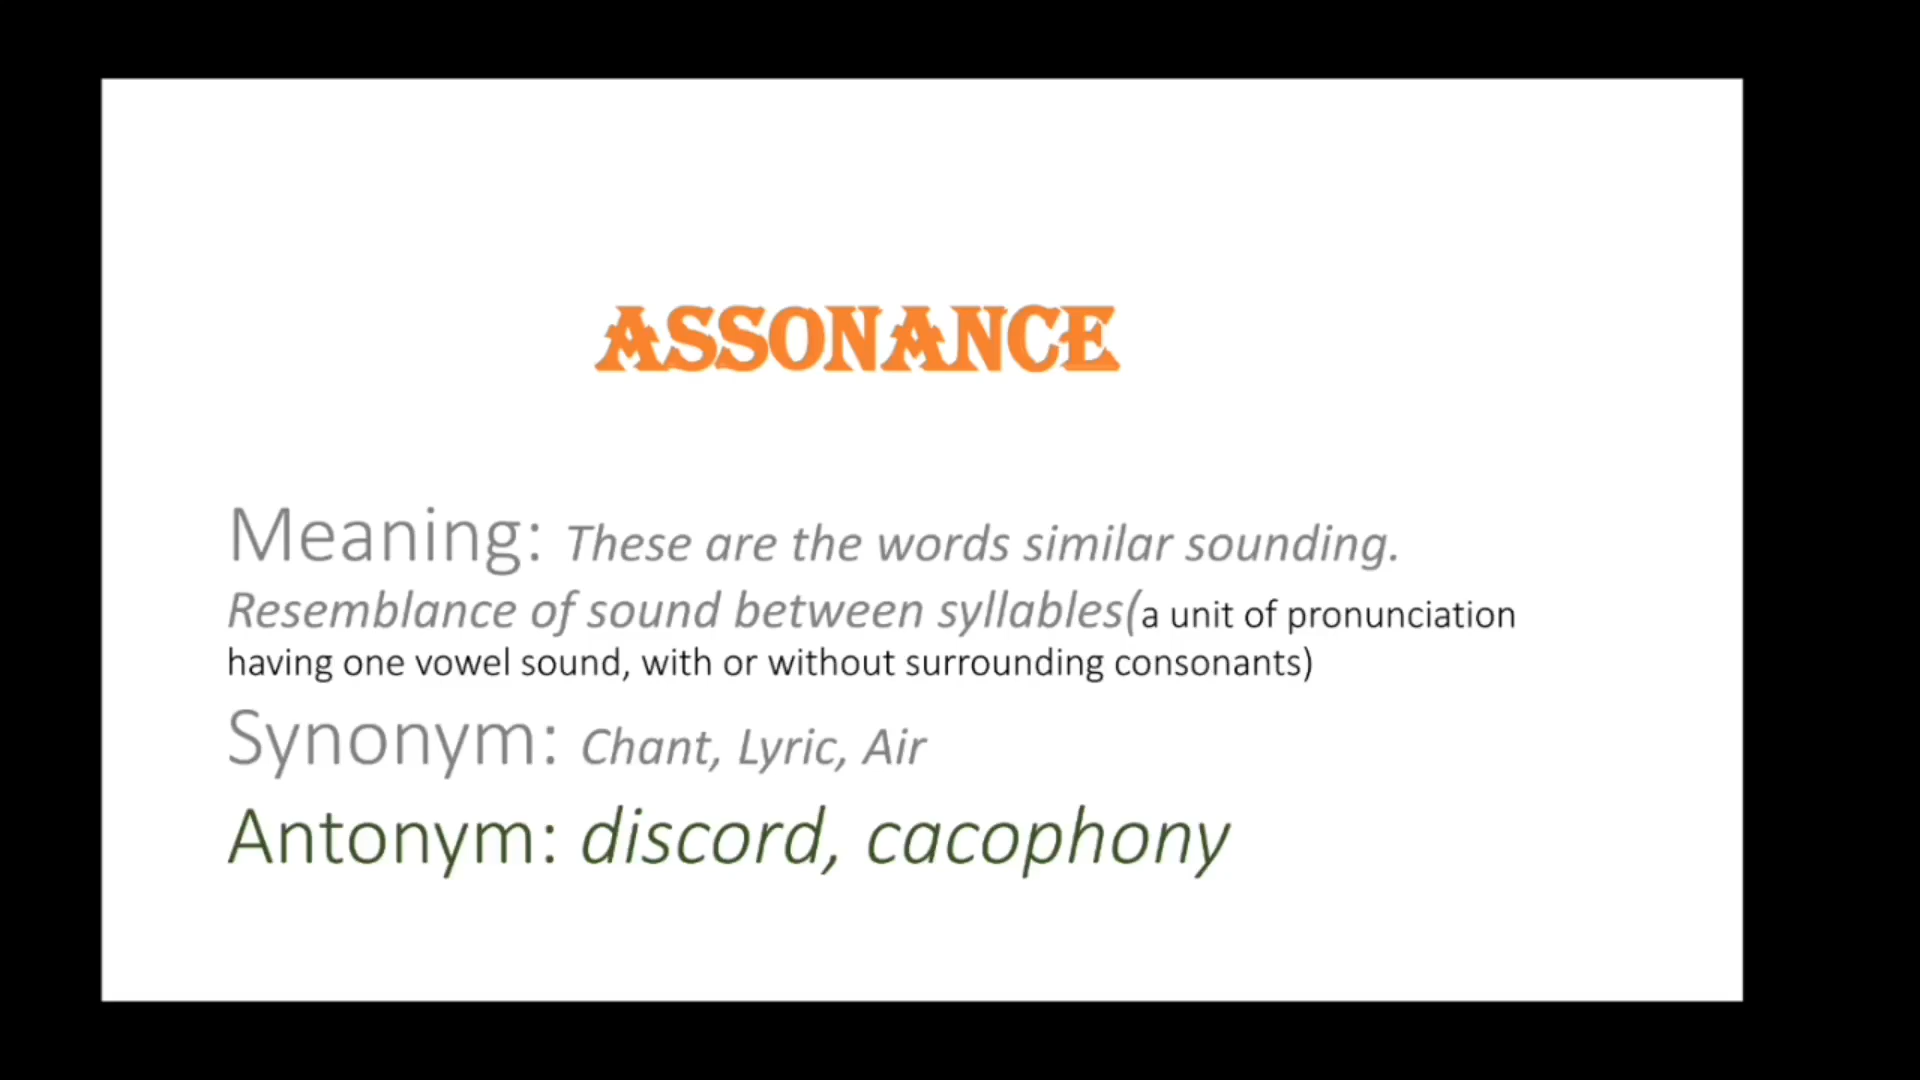 ASSONANCE
Meaning: These are the words similar sounding.
Resemblance of sound between syllables(a unit of pronunciation
having one vowel sound, with or without surrounding consonants)
Synonym: Chant, Lyric, Air
Antonym: discord, cacophony